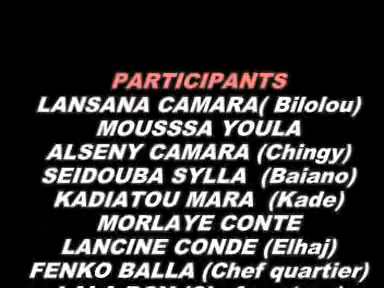 PARTICIPANTS
LANSANA CAMARA( Bilolou)
MOUSSSA YOULA
ALSENY CAMARA (Chingy)
SEIDOUBA SYLLA (Baiano)
KADIATOU MARA (Kade)
MORLAYE CONTE
LANCINE CONDE (Elhaj)
FENKO BALLA (Chef quartier)